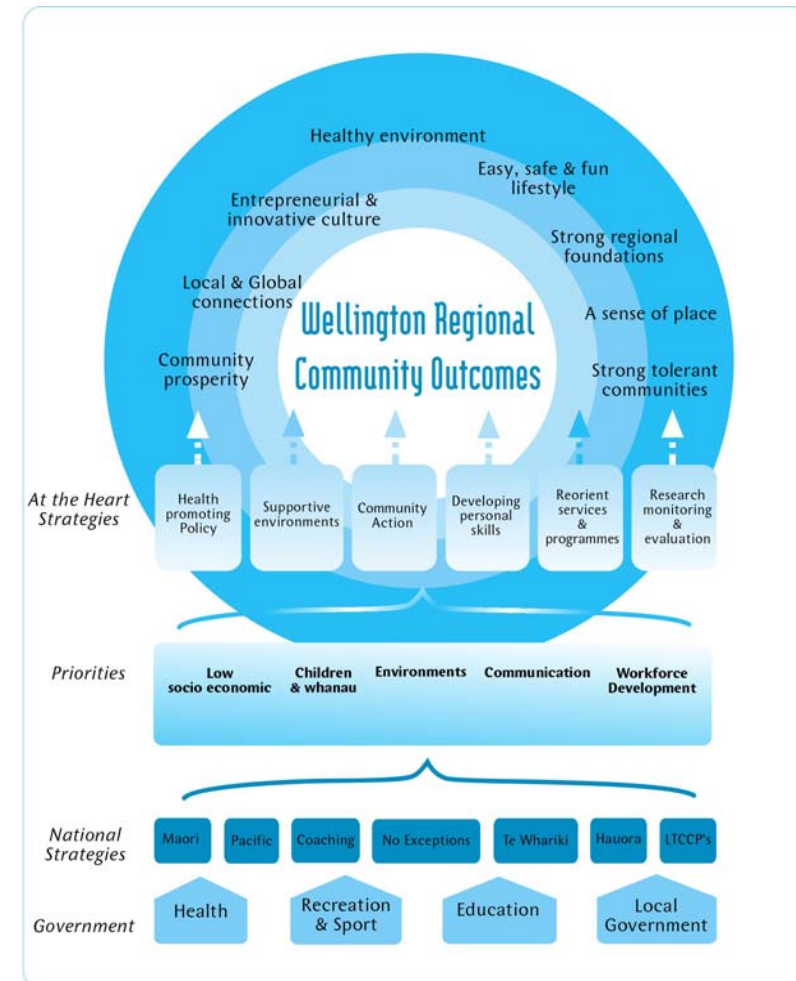 Healthy environment
Easy, safe & fun
lifestyle
Entrepreneurial &
innovative culture
Strong regional
foundations
Local & Global
connections
A sense of place
Wellington Regional
Community Outcomes
Community
prosperity
Strong tolerant
communities
At the Heart
Strategies
Health
promoting
Policy
Supportive
environments
Community
Action
Developing
personal
skills
Reorient
services
&
programmes
Research
monitoring
&
evaluation
Priorities
Low
socio economic
Children
& whanau
Environments
Communication
Workforce
Development
National
Strategies
Maori
Pacific
Coaching
No Exceptions
Te Whariki
Hauora
LTCCP's
Government
Health
Recreation
& Sport
Education
Local
Government